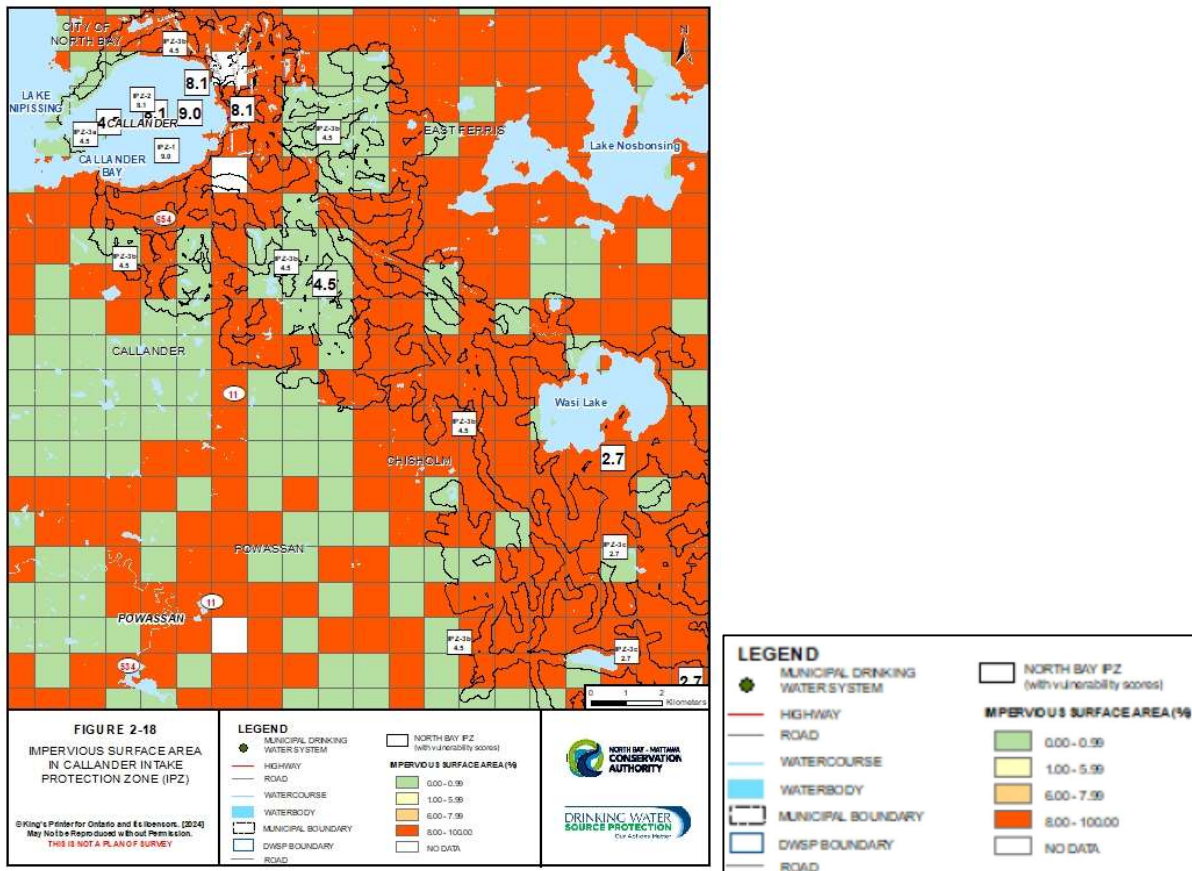 CITY OF
NORTH BAY
IPZ-3b
4.5
N
LAKE
NIPISSING
8.1
IPZ-2
8.1
9.0
8.1
CALLANDER
IPZ-3a
4.5
IPZ-3b
4.5
EAST FERRIS
Lake Nosbonsing
CALLANDER
BAY
IPZ-1
9.0
654
IPZ-3b
4.5
IPZ-3b
4.5
4.5
CALLANDER
11
Wasi Lake
IPZ-3b
4.5
CHISHOLM
2.7
POWASSAN
IPZ-3c
2.7
11
POWASSAN
534
IPZ-3b
4.5
IPZ-3c
2.7
2.7
0 1 2
Kilometers
FIGURE 2-18
IMPERVIOUS SURFACE AREA
IN CALLANDER INTAKE
PROTECTION ZONE (IPZ)
©King's Printer for Ontario and its licensors. [2024]
May Not be Reproduced without Permission.
THIS IS NOT A PLAN OF SURVEY
LEGEND
MUNICIPAL DRINKING
WATER SYSTEM
HIGHWAY
ROAD
WATERCOURSE
WATERBODY
MUNICIPAL BOUNDARY
DWSP BOUNDARY
ROAD
NORTH BAY IPZ
(with vulnerability scores)
IMPERVIOUS SURFACE AREA (%)
0.00 - 0.99
1.00 - 5.99
6.00 - 7.99
8.00 - 100.00
NO DATA
NORTH BAY - MATTAWA
CONSERVATION
AUTHORITY
DRINKING WATER
SOURCE PROTECTION
Our Actions Matter
LEGEND
MUNICIPAL DRINKING
WATER SYSTEM
HIGHWAY
ROAD
WATERCOURSE
WATERBODY
MUNICIPAL BOUNDARY
DWSP BOUNDARY
ROAD
NORTH BAY IPZ
(with vulnerability scores)
IMPERVIOUS SURFACE AREA (%)
0.00 - 0.99
1.00 - 5.99
6.00 - 7.99
8.00 - 100.00
NO DATA